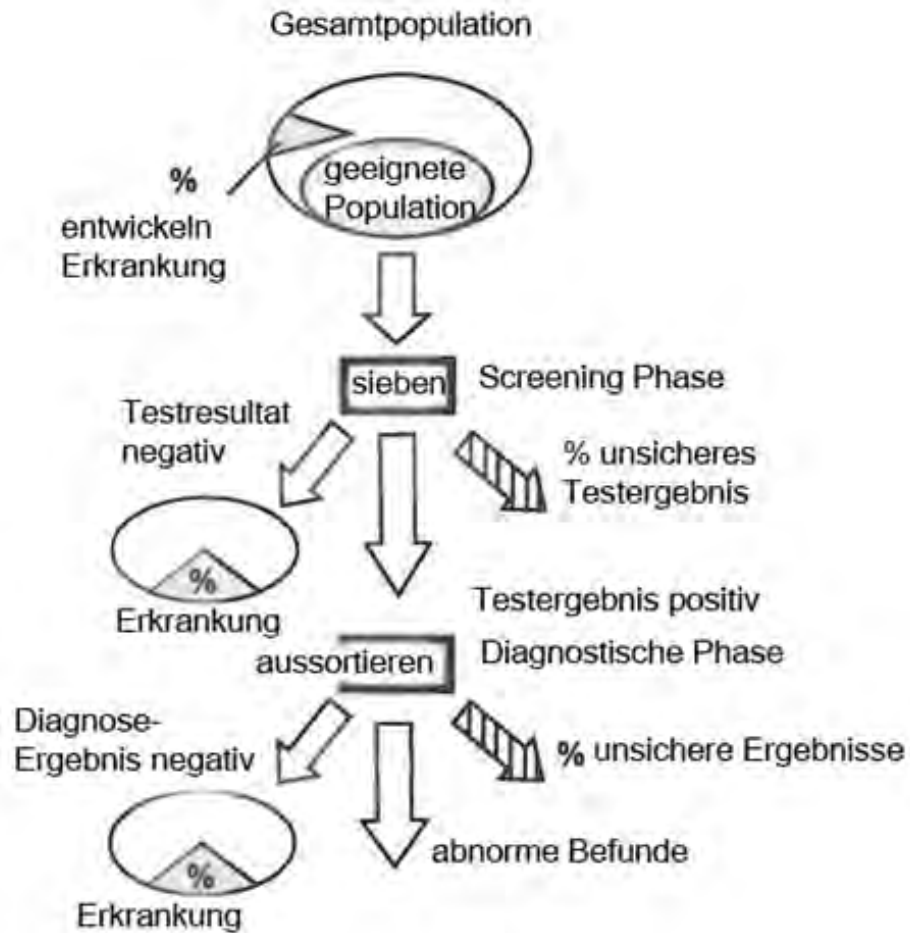 Gesamtpopulation
geeignete
Population
%
entwickeln
Erkrankung
sieben
Screening Phase
Testresultat
negativ
% unsicheres
Testergebnis
%
Erkrankung
Testergebnis positiv
aussortieren
Diagnostische Phase
Diagnose-
Ergebnis negativ
% unsichere Ergebnisse
%
Erkrankung
abnorme Befunde